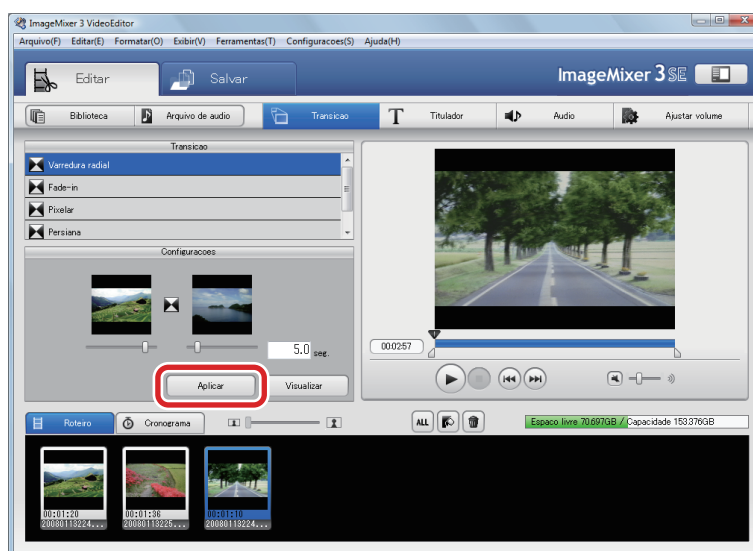 ImageMixer 3 VideoEditor
Arquivo(F) Editar(E) Formatar(O) Exibir(V) Ferramentas(T) Configuracoes(S) Ajuda(H)
Editar
Salvar
ImageMixer 3 SE
Biblioteca
Arquivo de audio
Transicao
T
Titulador
Audio
Ajustar volume
Transicao
Varredura radial
Fade-in
Pixelar
Persiana
Configuracoes
5.0 seg.
Aplicar
Visualizar
00:02:57
Roteiro
Cronograma
ALL
Espaco livre 70.697GB / Capacidade 153.376GB
00:01:20
20080113224...
00:01:36
20080113225...
00:01:10
20080113224...